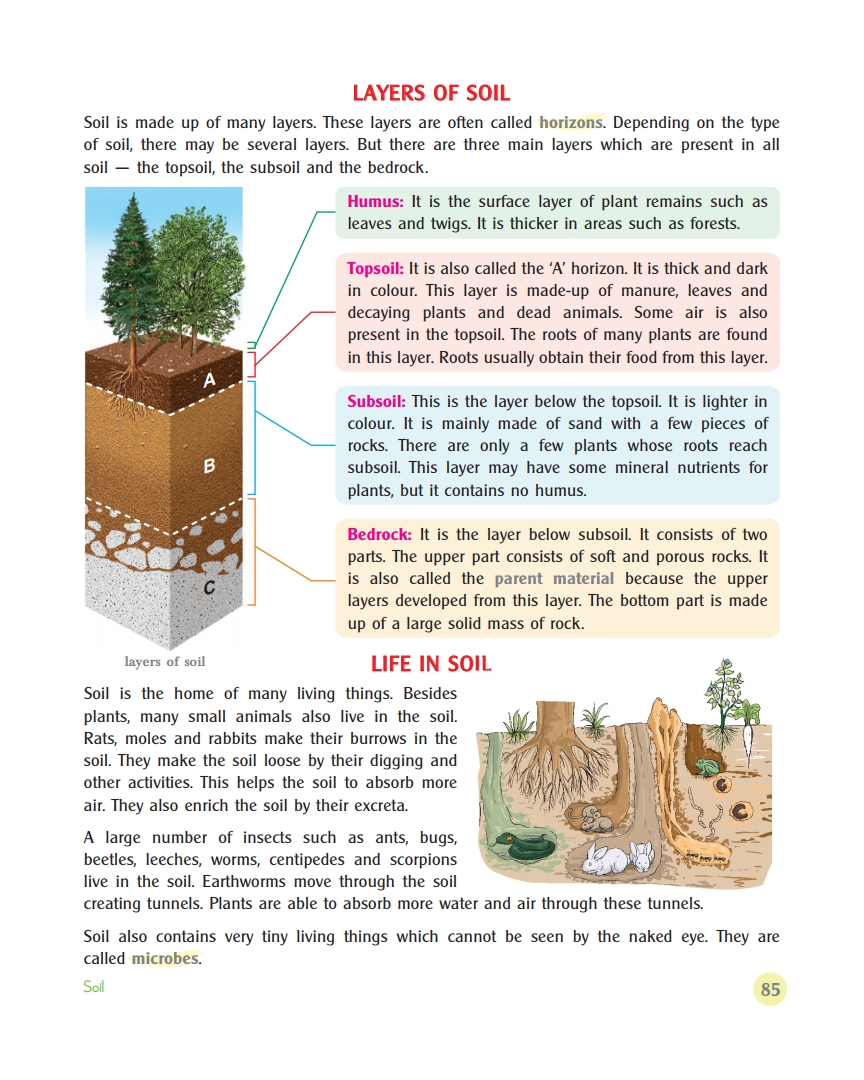 LAYERS OF SOIL
Soil is made up of many layers. These layers are often called horizons. Depending on the type
of soil, there may be several layers. But there are three main layers which are present in all
soil — the topsoil, the subsoil and the bedrock.
Humus: It is the surface layer of plant remains such as
leaves and twigs. It is thicker in areas such as forests.
Topsoil: It is also called the ‘A’ horizon. It is thick and dark
in colour. This layer is made-up of manure, leaves and
decaying plants and dead animals. Some air is also
present in the topsoil. The roots of many plants are found
in this layer. Roots usually obtain their food from this layer.
A
Subsoil: This is the layer below the topsoil. It is lighter in
colour. It is mainly made of sand with a few pieces of
rocks. There are only a few plants whose roots reach
subsoil. This layer may have some mineral nutrients for
plants, but it contains no humus.
B
Bedrock: It is the layer below subsoil. It consists of two
parts. The upper part consists of soft and porous rocks. It
is also called the parent material because the upper
layers developed from this layer. The bottom part is made
up of a large solid mass of rock.
C
layers of soil
LIFE IN SOIL
Soil is the home of many living things. Besides
plants, many small animals also live in the soil.
Rats, moles and rabbits make their burrows in the
soil. They make the soil loose by their digging and
other activities. This helps the soil to absorb more
air. They also enrich the soil by their excreta.
A large number of insects such as ants, bugs,
beetles, leeches, worms, centipedes and scorpions
live in the soil. Earthworms move through the soil
creating tunnels. Plants are able to absorb more water and air through these tunnels.
Soil also contains very tiny living things which cannot be seen by the naked eye. They are
called microbes.
Soil
85